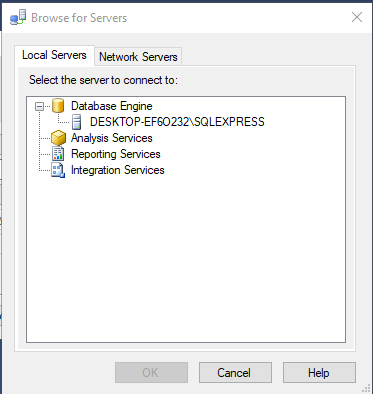 Browse for Servers
Local Servers
Network Servers
Select the server to connect to:
Database Engine
DESKTOP-EF6O232\SQLEXPRESS
Analysis Services
Reporting Services
Integration Services
OK
Cancel
Help